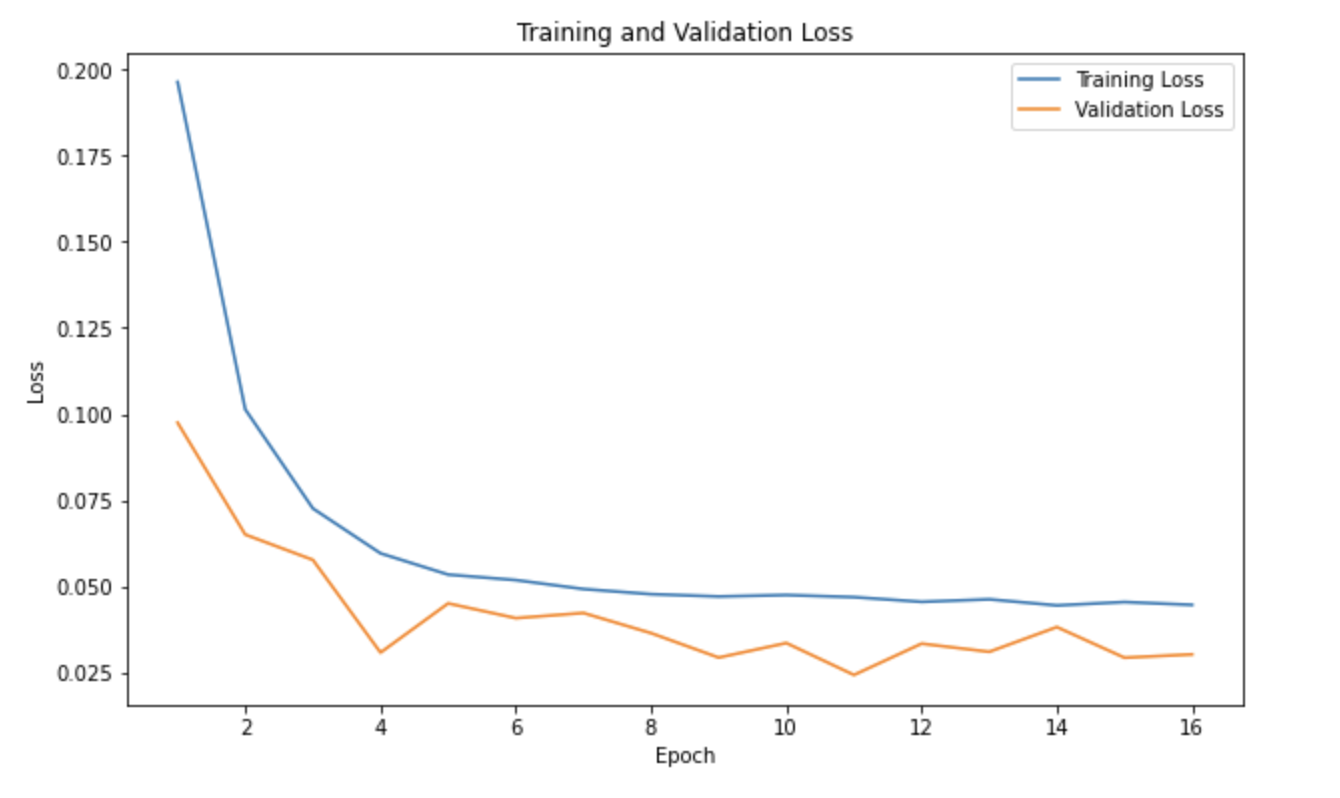 Training and Validation Loss
Training Loss
Validation Loss
0.200
0.175
0.150
0.125
0.100
0.075
0.050
0.025
Loss
2 4 6 8 10 12 14 16
Epoch